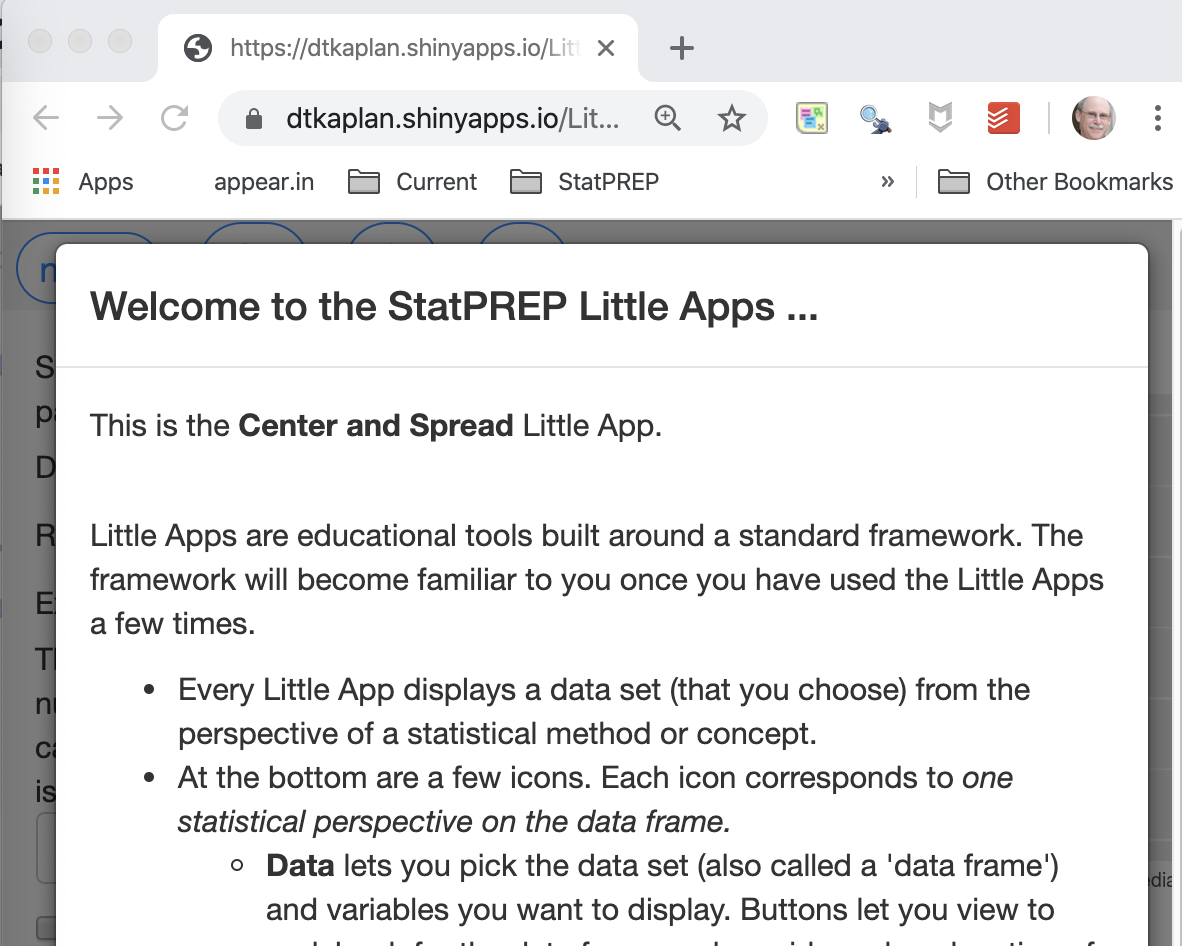 https://dtkaplan.shinyapps.io/Litt
dtkaplan.shinyapps.io/Lit...
Apps
appear.in
Current
StatPREP
»
Other Bookmarks
Welcome to the StatPREP Little Apps ...
This is the Center and Spread Little App.
Little Apps are educational tools built around a standard framework. The
framework will become familiar to you once you have used the Little Apps
a few times.
• Every Little App displays a data set (that you choose) from the
perspective of a statistical method or concept.
• At the bottom are a few icons. Each icon corresponds to one
statistical perspective on the data frame.
○ Data lets you pick the data set (also called a 'data frame')
and variables you want to display. Buttons let you view to